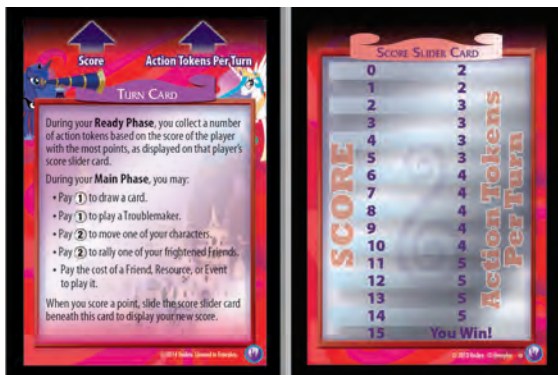 Score Action Tokens Per Turn
TURN CARD
During your Ready Phase, you collect a number
of action tokens based on the score of the player
with the most points, as displayed on that player's
score slider card.
During your Main Phase, you may:
• Pay 1 to draw a card.
• Pay 1 to play a Troublemaker.
• Pay 2 to move one of your characters.
• Pay 2 to rally one of your frightened Friends.
• Pay the cost of a Friend, Resource, or Event
to play it.
When you score a point, slide the score slider card
beneath this card to display your new score.
SCORE SLIDER CARD
SCORE
Action Tokens
Per Turn
0 2
1 2
2 3
3 3
4 3
5 3
6 4
7 4
8 4
9 4
10 4
11 5
12 5
13 5
14 5
15 You Win!